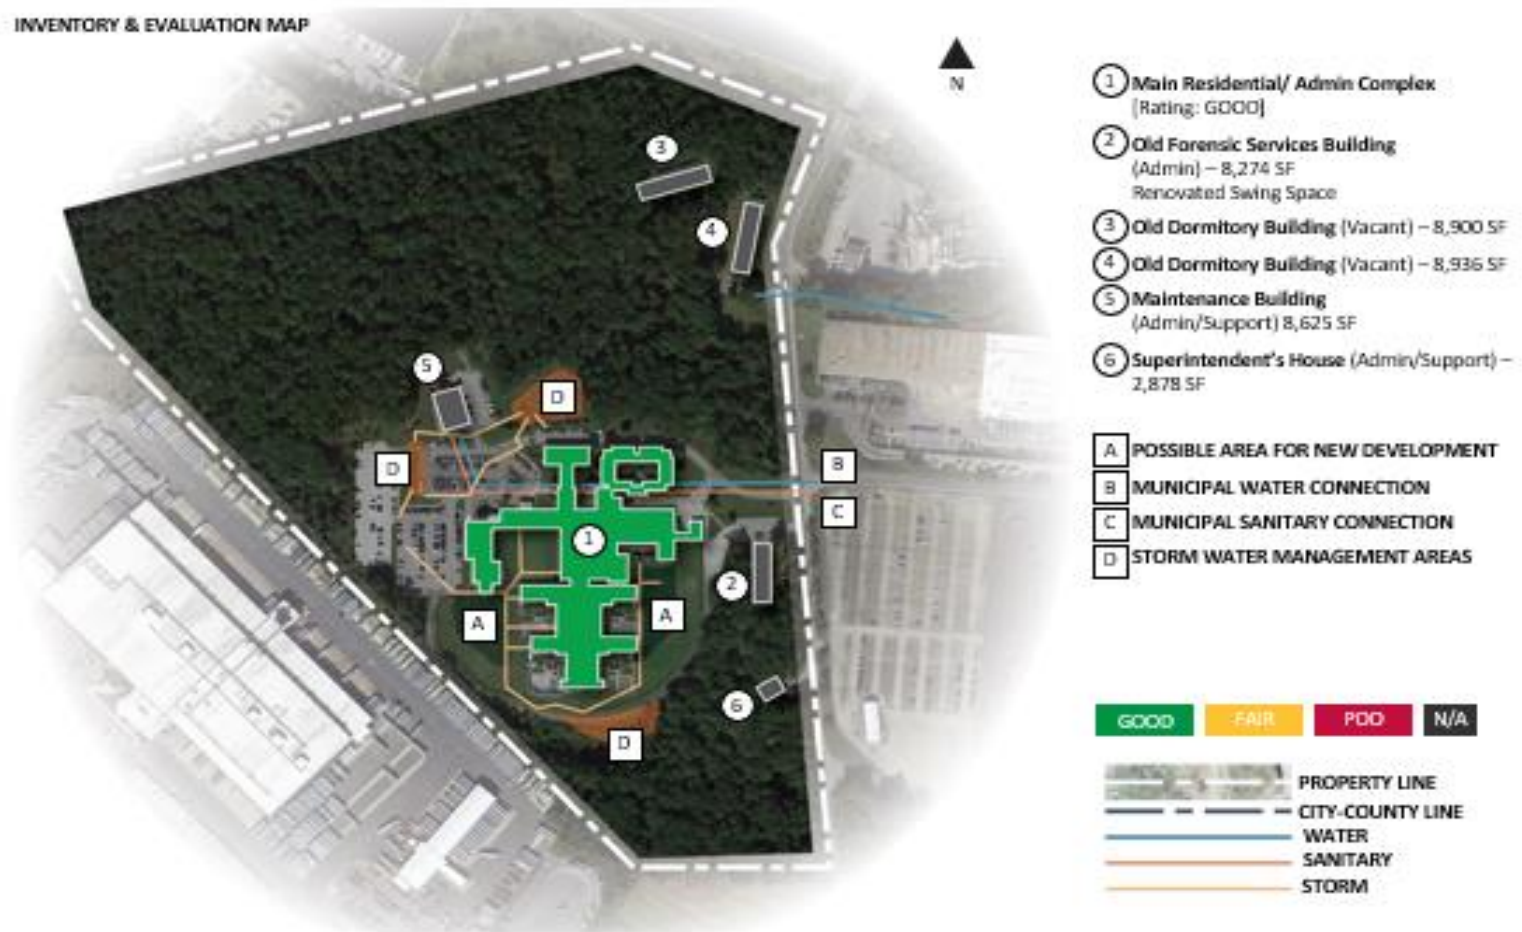 INVENTORY & EVALUATION MAP
N
1 Main Residential/ Admin Complex
[Rating: GOOD]
2 Old Forensic Services Building
(Admin) – 8,274 SF
Renovated Swing Space
3 Old Dormitory Building (Vacant) – 8,900 SF
4 Old Dormitory Building (Vacant) – 8,936 SF
5 Maintenance Building
(Admin/Support) 8,625 SF
6 Superintendent's House (Admin/Support) –
2,878 SF
A POSSIBLE AREA FOR NEW DEVELOPMENT
B MUNICIPAL WATER CONNECTION
C MUNICIPAL SANITARY CONNECTION
D STORM WATER MANAGEMENT AREAS
GOOD FAIR POO N/A
PROPERTY LINE
CITY-COUNTY LINE
WATER
SANITARY
STORM
3
4
5
D
D
B
C
1
2
A
A
6
D